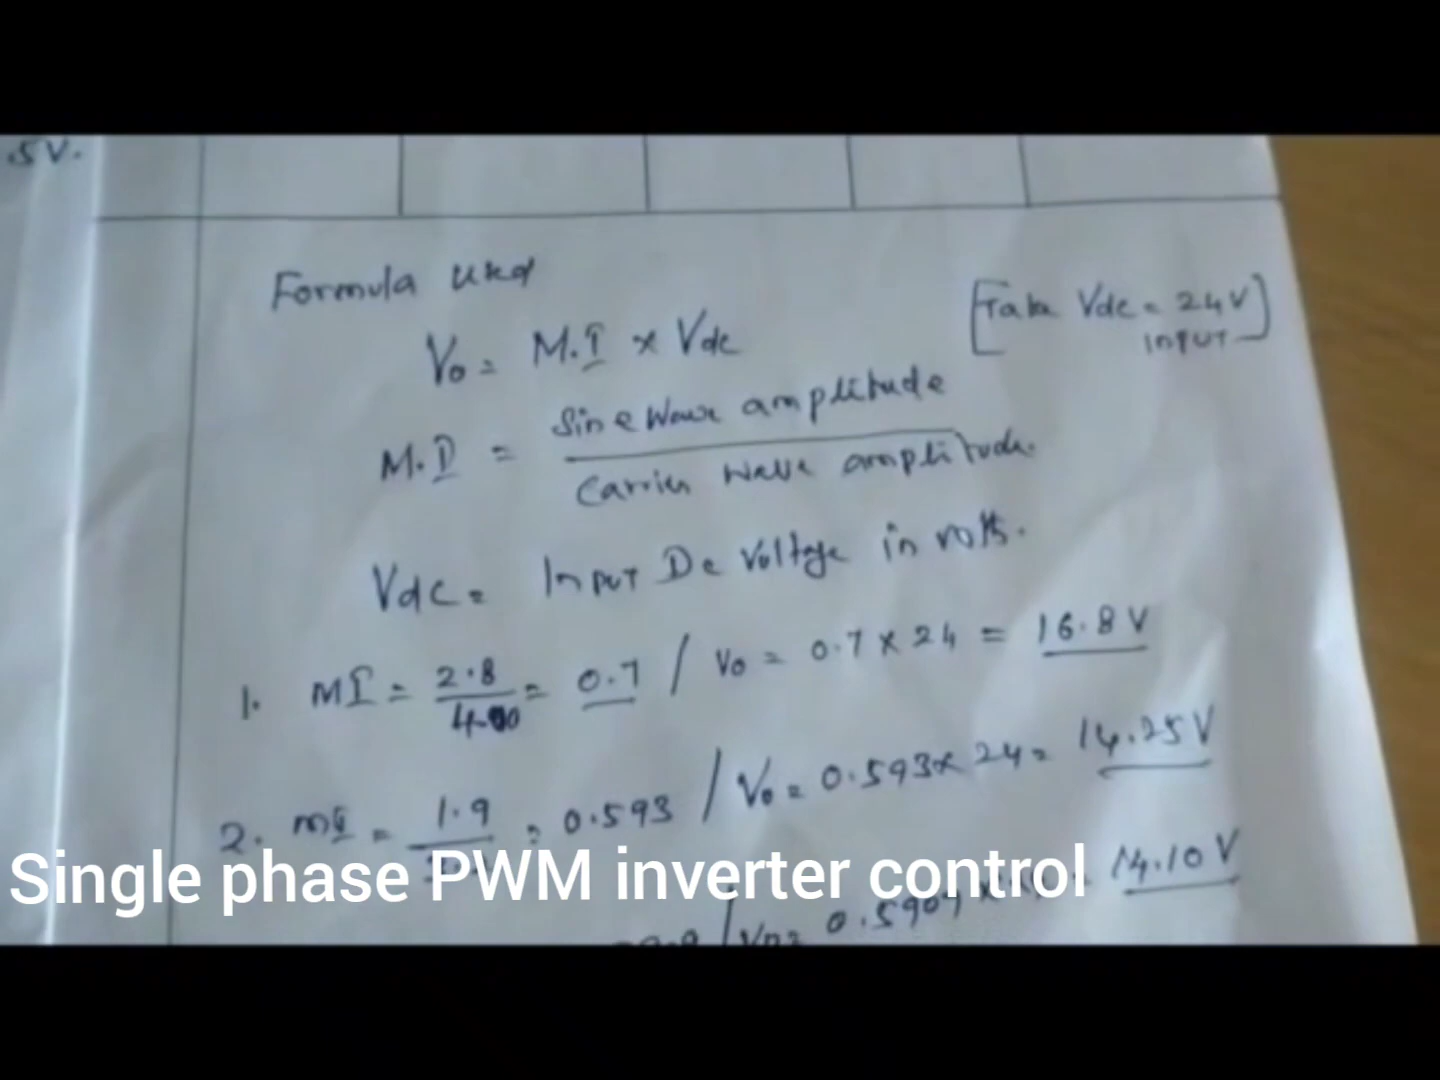 .5V.
Formula Used
Vo = M.I x Vdc
[Take Vdc = 24V
INPUT]
M.I = Sine Wave amplitude
Carrier wave amplitude.
Vdc = Input Dc Voltage in volts.
1. MI = 2.8 / 4.00 = 0.7 / Vo = 0.7 x 24 = 16.8 V
2. MI = 1.9 = 0.593 / Vo = 0.593 x 24 = 14.25 V
Single phase PWM inverter control
Vo = 0.5909 14.10 V